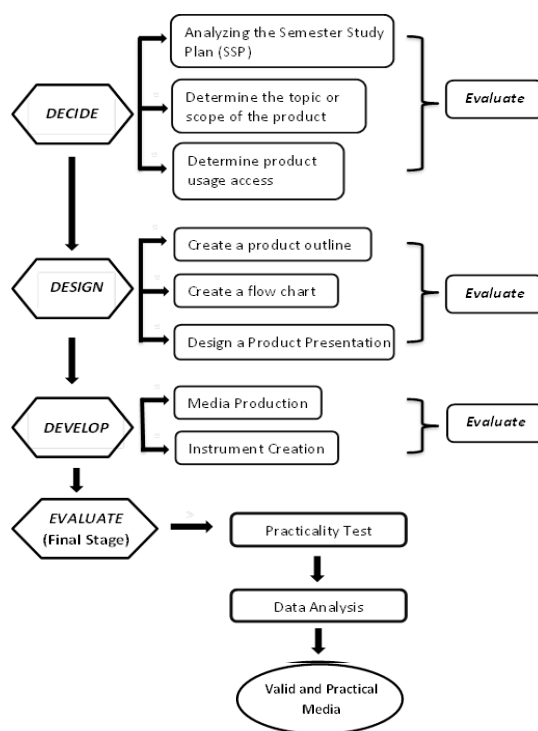 Analyzing the Semester Study
Plan (SSP)
DECIDE
Determine the topic or
scope of the product
Evaluate
Determine product
usage access
Create a product outline
DESIGN
Create a flow chart
Evaluate
Design a Product Presentation
Media Production
DEVELOP
Evaluate
Instrument Creation
EVALUATE
(Final Stage)
Practicality Test
Data Analysis
Valid and Practical
Media